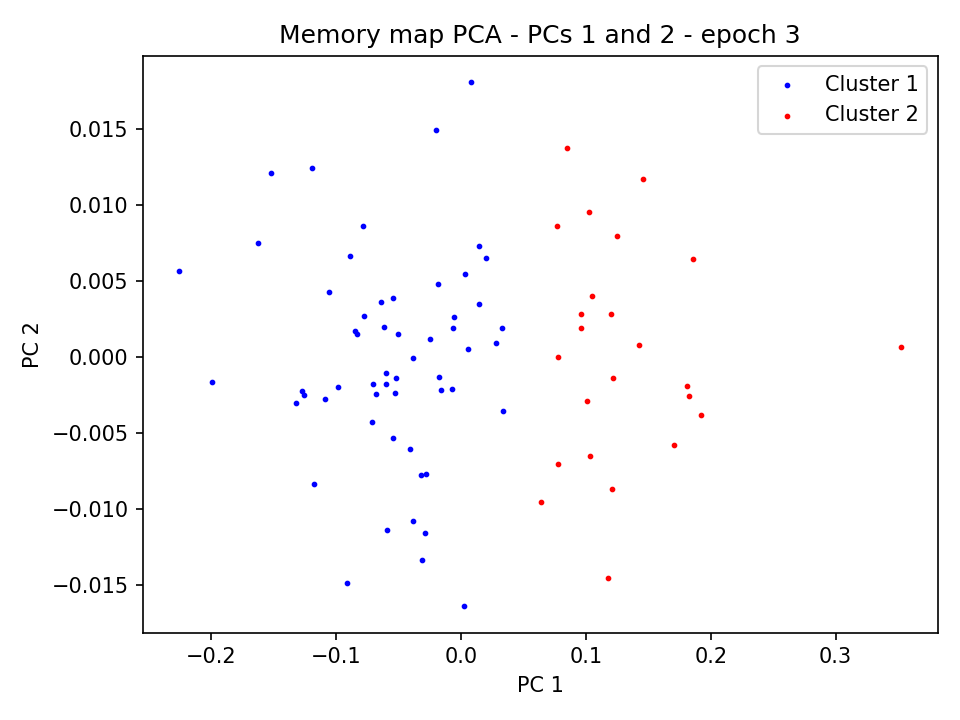 Memory map PCA - PCs 1 and 2 - epoch 3
Cluster 1
Cluster 2
0.015
0.010
0.005
0.000
−0.005
−0.010
−0.015
PC 2
−0.2
−0.1
0.0
0.1
0.2
0.3
PC 1